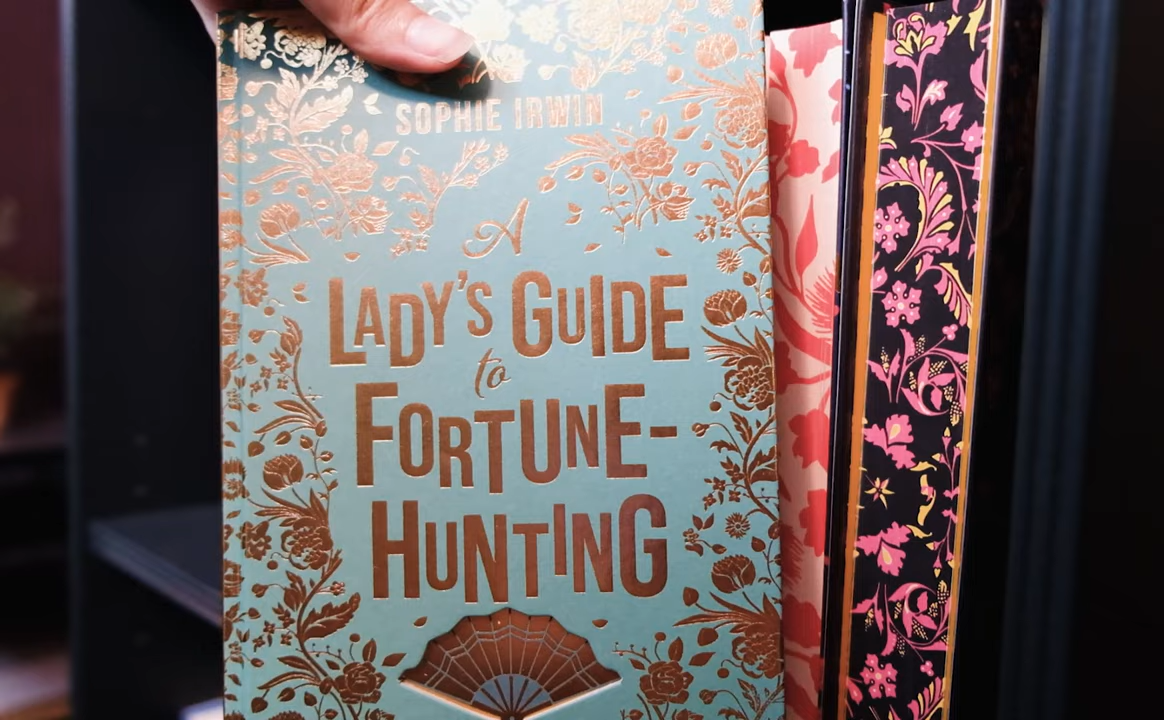 SOPHIE IRWIN
A
LADY'S GUIDE
to
FORTUNE-
HUNTING